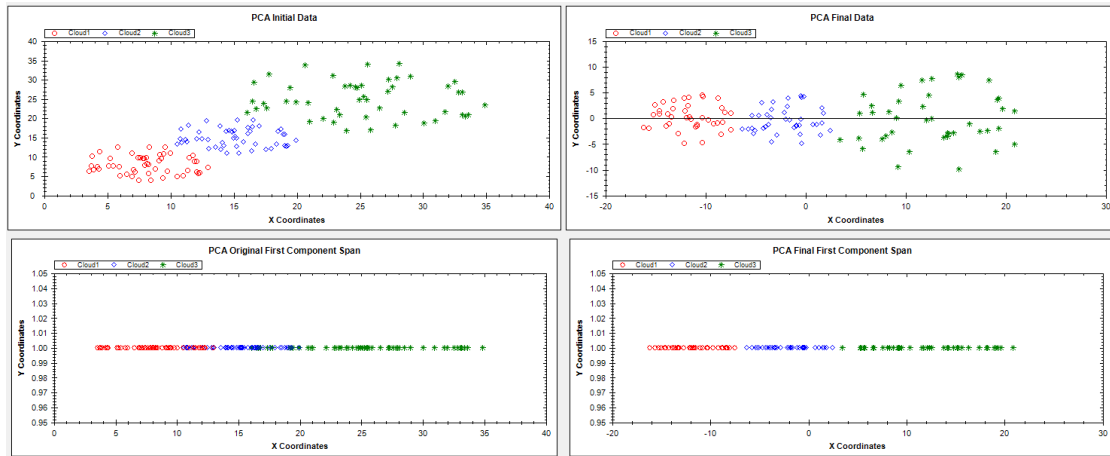 PCA Initial Data
Cloud1 Cloud2 Cloud3
Y Coordinates
40
35
30
25
20
15
10
5
0
0 5 10 15 20 25 30 35 40
X Coordinates
PCA Final Data
Cloud1 Cloud2 Cloud3
Y Coordinates
15
10
5
0
-5
-10
-15
-20 -10 0 10 20 30
X Coordinates
PCA Original First Component Span
Cloud1 Cloud2 Cloud3
Y Coordinates
1.05
1.04
1.03
1.02
1.01
1.00
0.99
0.98
0.97
0.96
0.95
0 5 10 15 20 25 30 35 40
X Coordinates
PCA Final First Component Span
Cloud1 Cloud2 Cloud3
Y Coordinates
1.05
1.04
1.03
1.02
1.01
1.00
0.99
0.98
0.97
0.96
0.95
-20 -10 0 10 20 30
X Coordinates